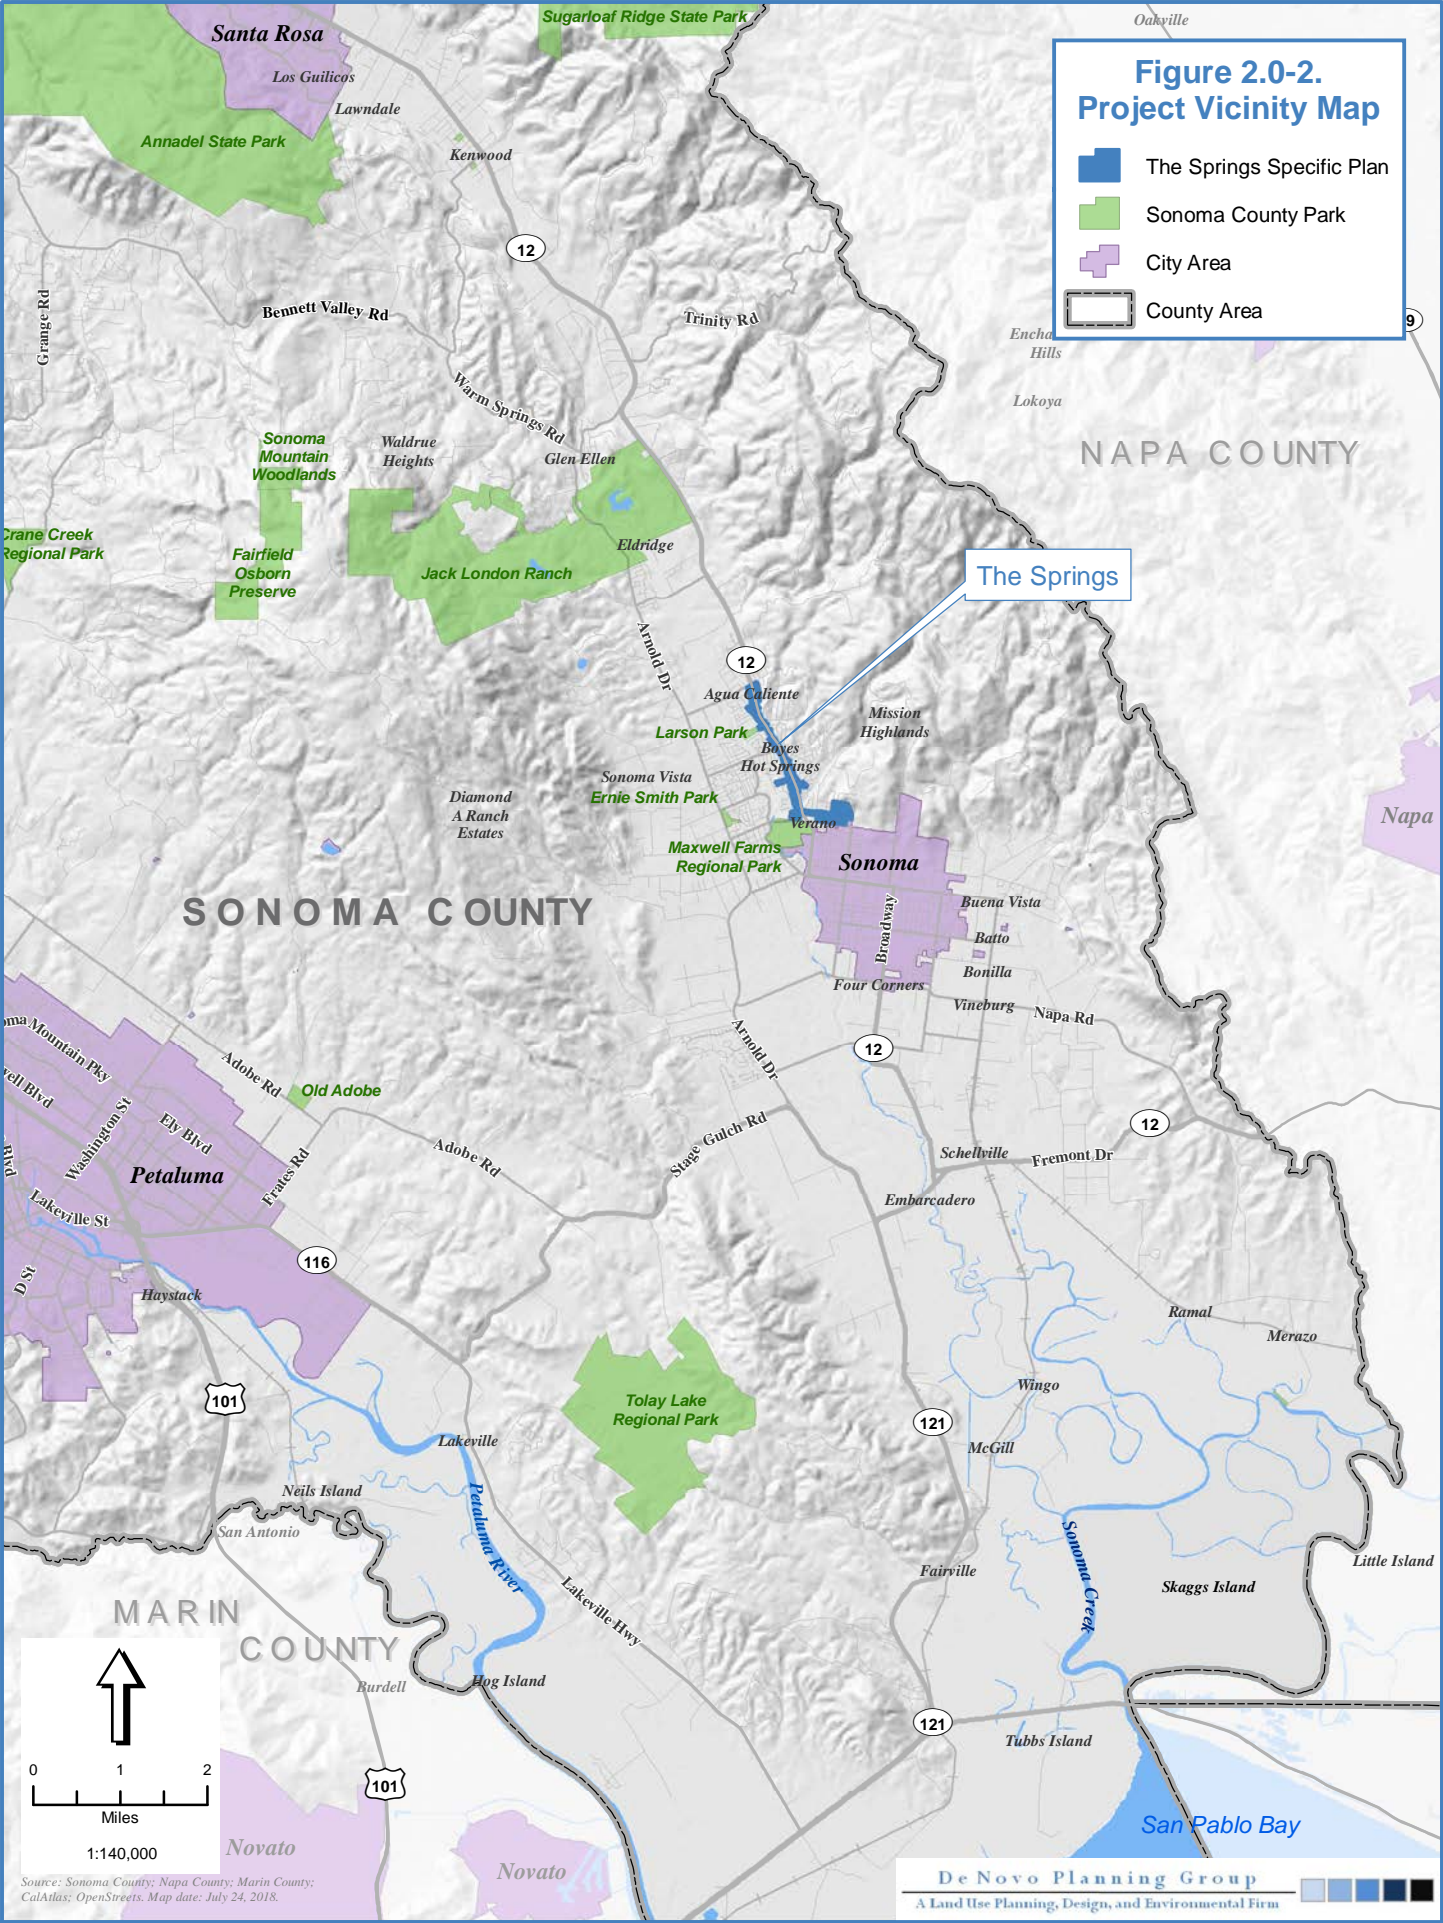 Sugarloaf Ridge State Park
Oakville
Santa Rosa
Los Guilicos
Lawndale
Annadel State Park
Kenwood
Figure 2.0-2.
Project Vicinity Map
The Springs Specific Plan
Sonoma County Park
City Area
County Area
12
Bennett Valley Rd
Grange Rd
Trinity Rd
9
Hills
Lokoya
Warm Springs Rd
Sonoma
Mountain
Woodlands
Waldrue
Heights
Glen Ellen
NAPA COUNTY
Crane Creek
Regional Park
Fairfield
Osborn
Preserve
Jack London Ranch
Eldridge
The Springs
Arnold Dr
12
Agua Caliente
Larson Park
Boyes
Hot Springs
Mission
Highlands
Sonoma Vista
Ernie Smith Park
Diamond
A Ranch
Estates
Verano
Maxwell Farms
Regional Park
Sonoma
Napa
SONOMA COUNTY
Broadway
Buena Vista
Batto
Bonilla
Four Corners
Vineburg
Napa Rd
oma Mountain Pky
well Blvd
Blvd
Washington St
Adobe Rd
Old Adobe
Ely Blvd
Petaluma
Frates Rd
Lakeville St
D St
Adobe Rd
Arnold Dr
12
Stage Gulch Rd
12
Schellville
Fremont Dr
Embarcadero
116
Haystack
Ramal
Merazo
101
Tolay Lake
Regional Park
Wingo
121
McGill
Lakeville
Neils Island
San Antonio
Petaluma River
Sonoma Creek
Fairville
Little Island
Skaggs Island
Lakeville Hwy
MARIN
COUNTY
Burdell
Hog Island
121
Tubbs Island
101
San Pablo Bay
Novato
Novato
0 1 2
Miles
1:140,000
Source: Sonoma County; Napa County; Marin County;
CalAtlas; OpenStreets. Map date: July 24, 2018.
De Novo Planning Group
A Land Use Planning, Design, and Environmental Firm